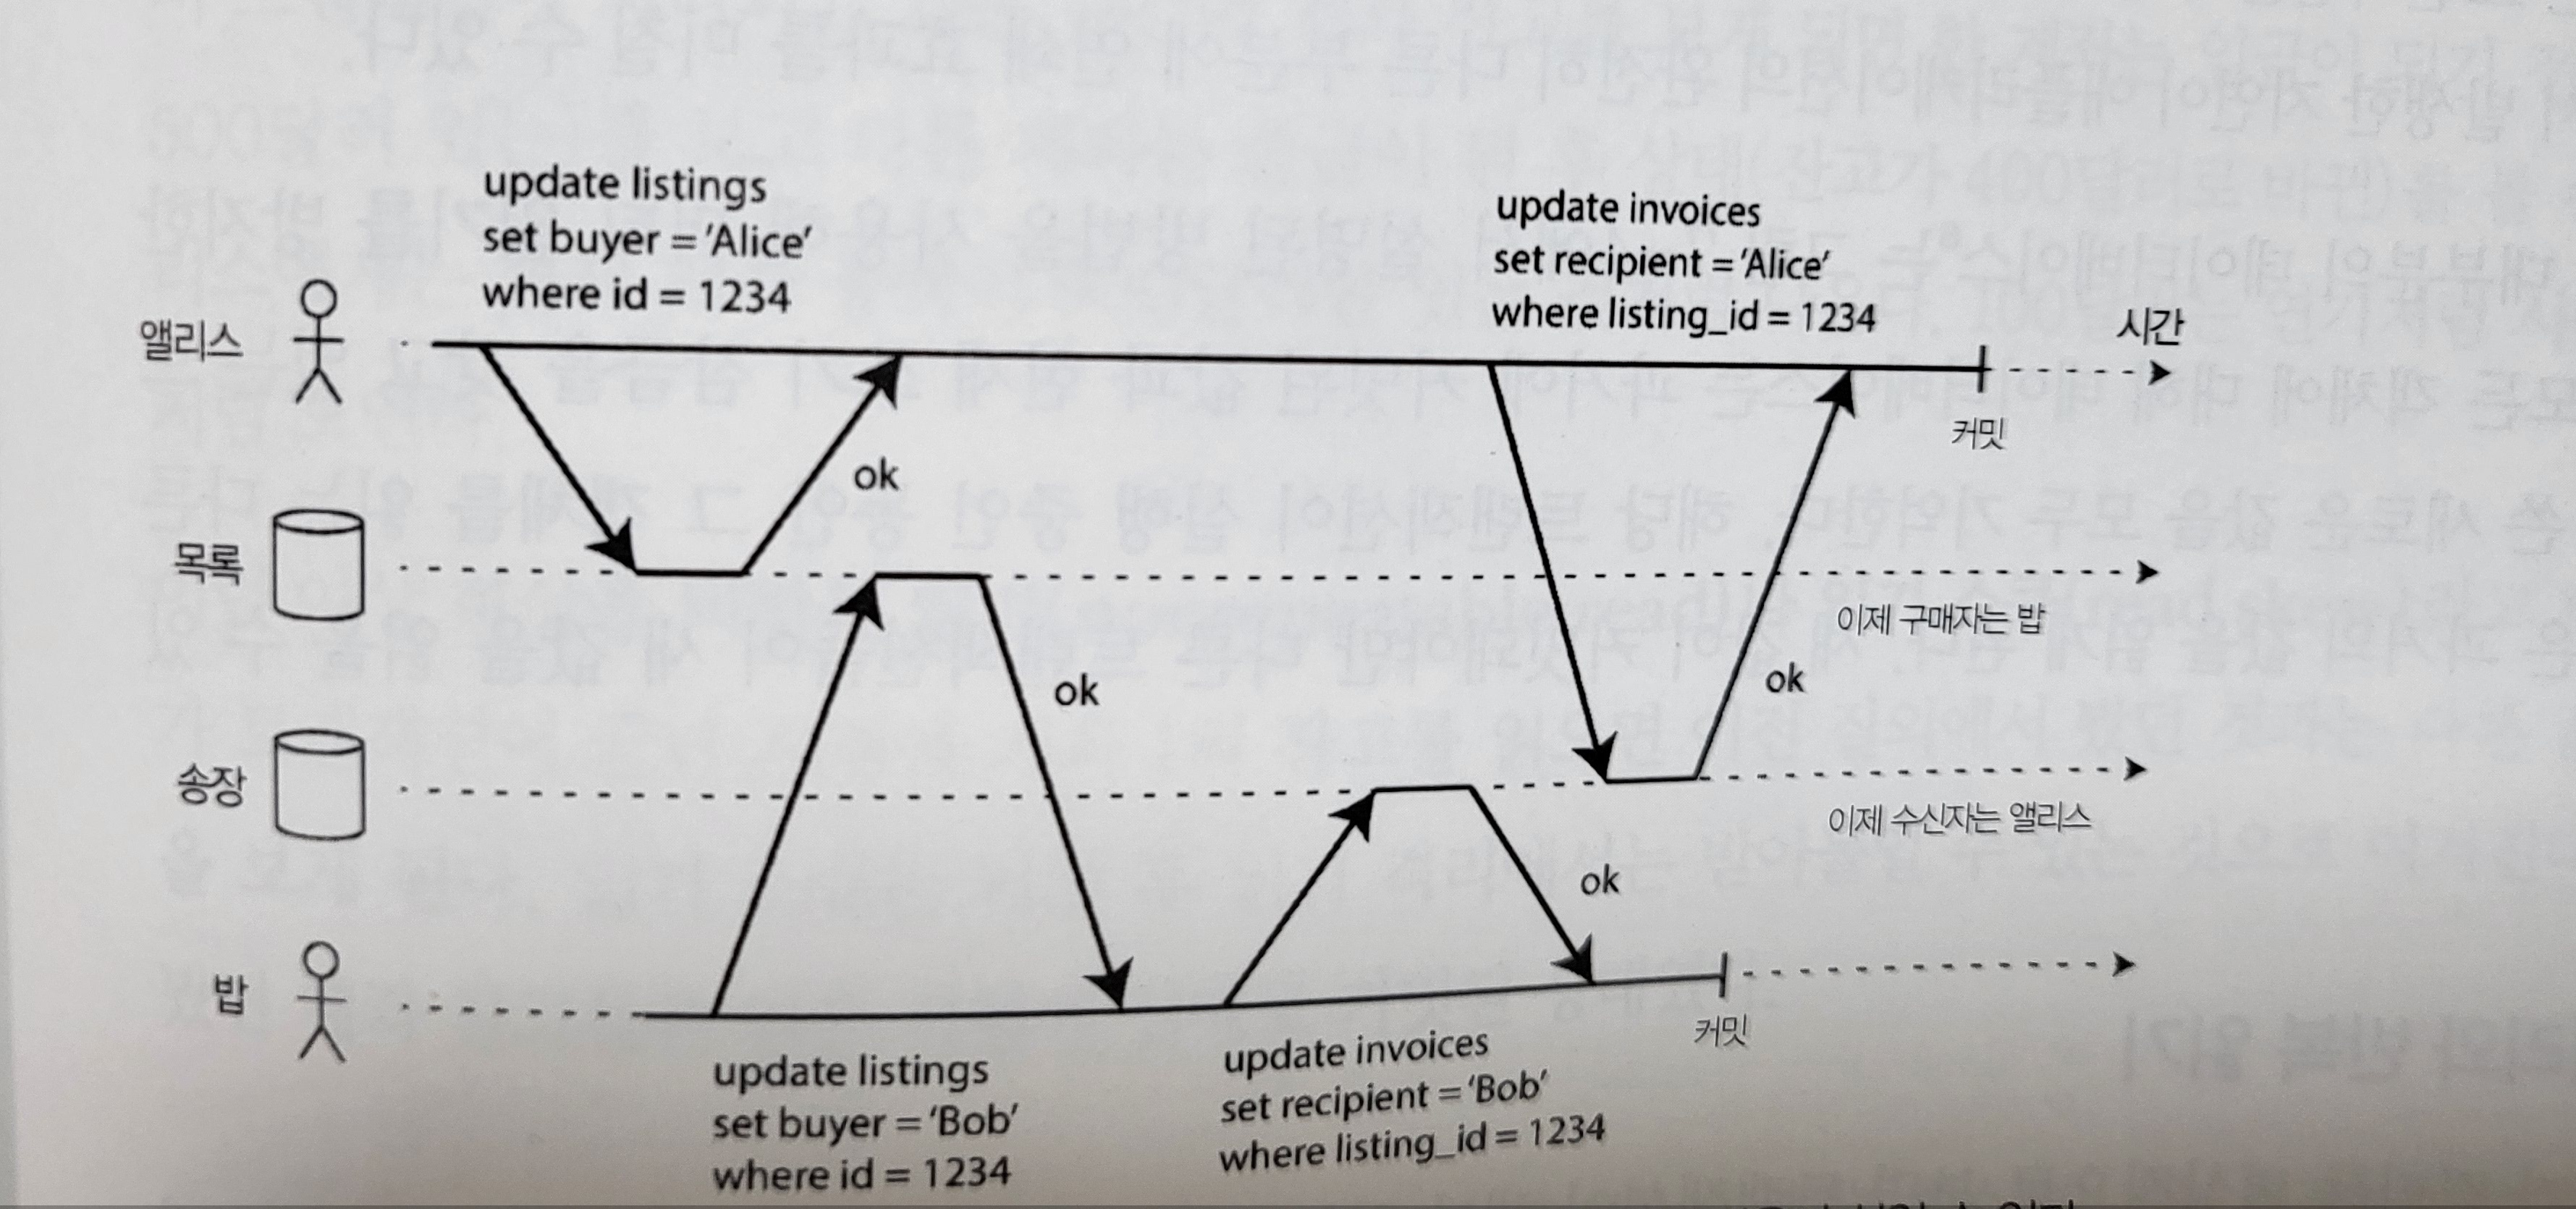 update listings
set buyer = ‘Alice’
where id = 1234
update invoices
set recipient = ‘Alice’
where listing_id = 1234
앨리스
시간
커밋
ok
목록
이제 구매자는 밥
ok
ok
송장
이제 수신자는 앨리스
ok
밥
커밋
update listings
set buyer = ‘Bob’
where id = 1234
update invoices
set recipient = ‘Bob’
where listing_id = 1234